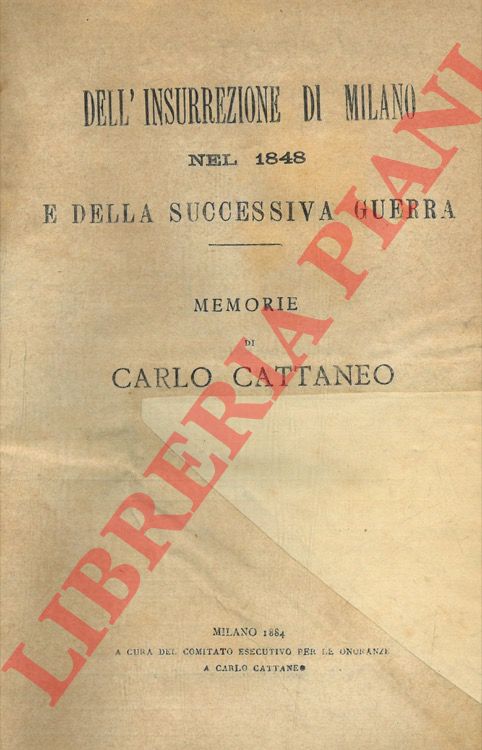 DELL' INSURREZIONE DI MILANO
NEL 1848
E DELLA SUCCESSIVA GUERRA
MEMORIE
DI
CARLO CATTANEO
MILANO 1884
A CURA DEL COMITATO ESECUTIVO PER LE ONORANZE
A CARLO CATTANEO
LIBRERIA PIANI